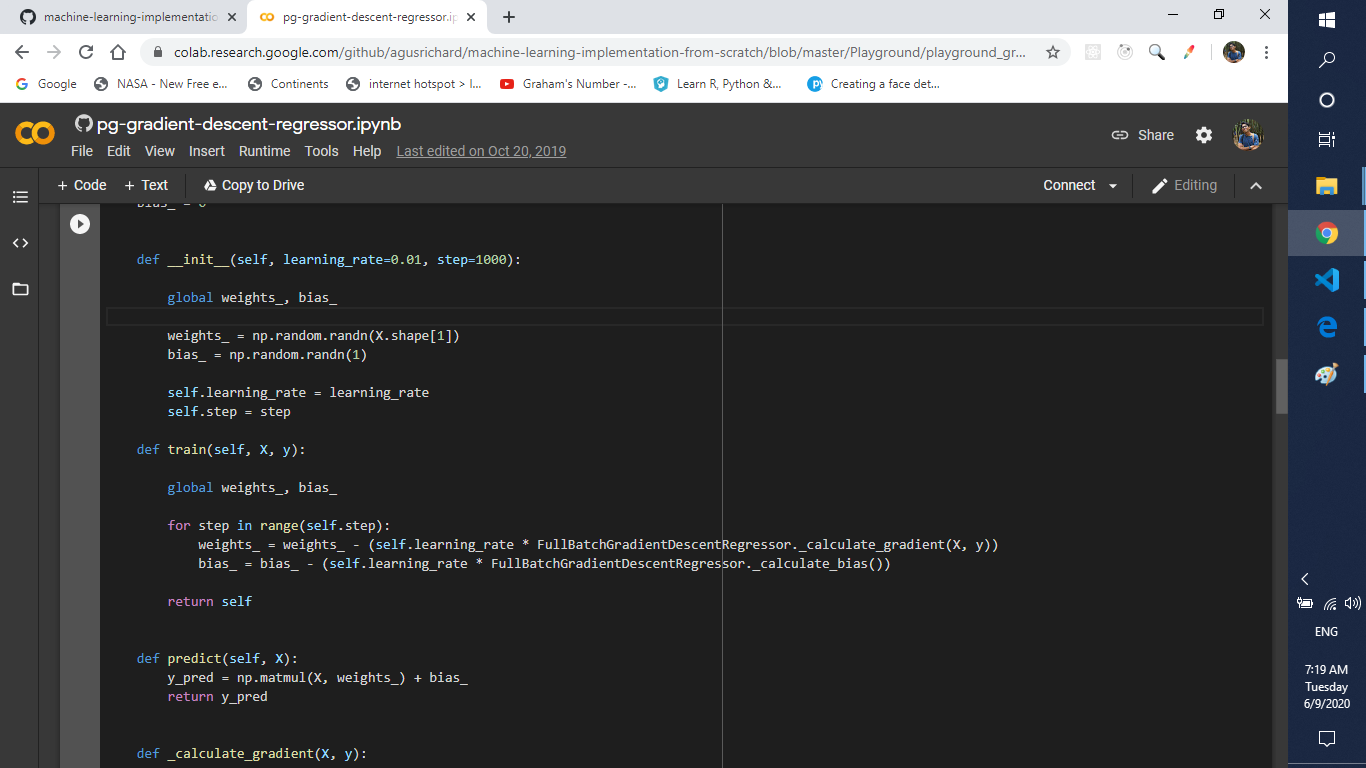 machine-learning-implementatio
pg-gradient-descent-regressor.ip
colab.research.google.com/github/agusrichard/machine-learning-implementation-from-scratch/blob/master/Playground/playground_gr...
Google
NASA - New Free e...
Continents
internet hotspot > l...
Graham's Number -...
Learn R, Python &...
Creating a face det...
pg-gradient-descent-regressor.ipynb
Share
File Edit View Insert Runtime Tools Help Last edited on Oct 20, 2019
+ Code + Text Copy to Drive
Connect
Editing
bias_ = 0
def __init__(self, learning_rate=0.01, step=1000):
global weights_, bias_
weights_ = np.random.randn(X.shape[1])
bias_ = np.random.randn(1)
self.learning_rate = learning_rate
self.step = step
def train(self, X, y):
global weights_, bias_
for step in range(self.step):
weights_ = weights_ - (self.learning_rate * FullBatchGradientDescentRegressor._calculate_gradient(X, y))
bias_ = bias_ - (self.learning_rate * FullBatchGradientDescentRegressor._calculate_bias())
return self
def predict(self, X):
y_pred = np.matmul(X, weights_) + bias_
return y_pred
def _calculate_gradient(X, y):
ENG
7:19 AM
Tuesday
6/9/2020